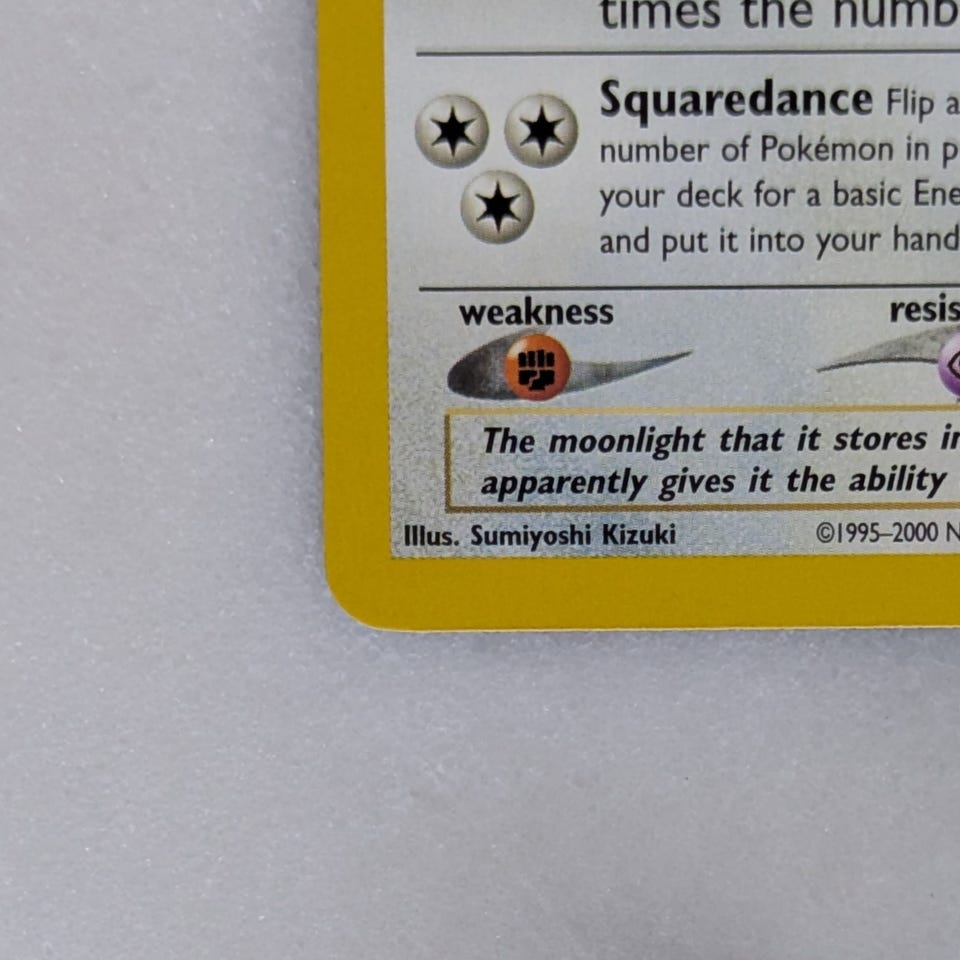 times the numb
Squaredance Flip a
number of Pokémon in p
your deck for a basic Ene
and put it into your hand
weakness resis
The moonlight that it stores in
apparently gives it the ability
Illus. Sumiyoshi Kizuki ©1995–2000 N